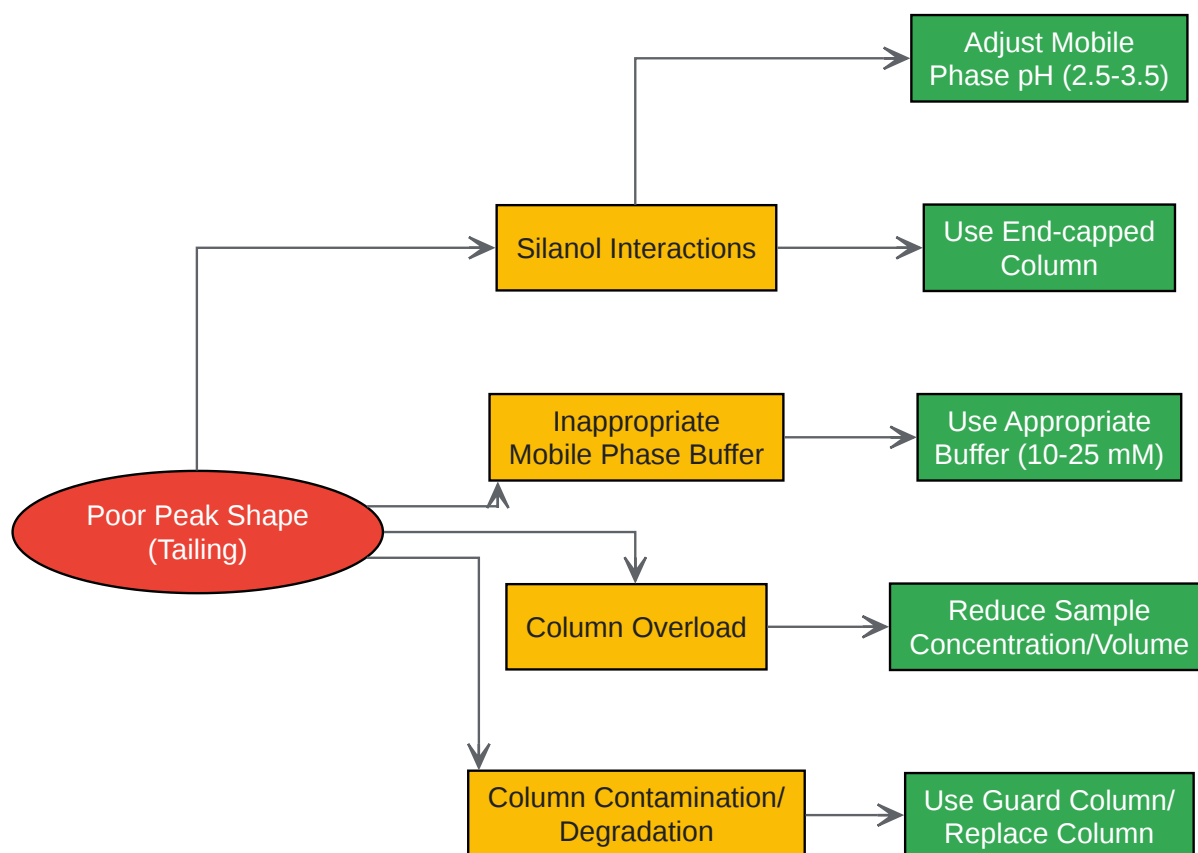 Adjust Mobile
Phase pH (2.5-3.5)
Silanol Interactions
Use End-capped
Column
Inappropriate
Mobile Phase Buffer
Use Appropriate
Buffer (10-25 mM)
Poor Peak Shape
(Tailing)
Column Overload
Reduce Sample
Concentration/Volume
Column Contamination/
Degradation
Use Guard Column/
Replace Column